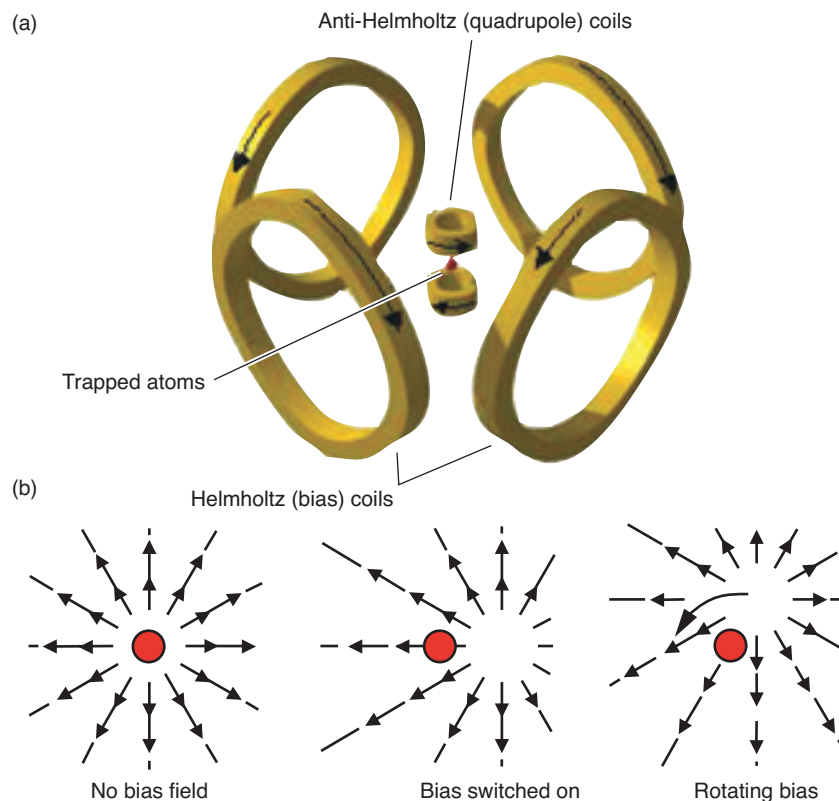 (a)
Anti-Helmholtz (quadrupole) coils
Trapped atoms
Helmholtz (bias) coils
(b)
No bias field
Bias switched on
Rotating bias